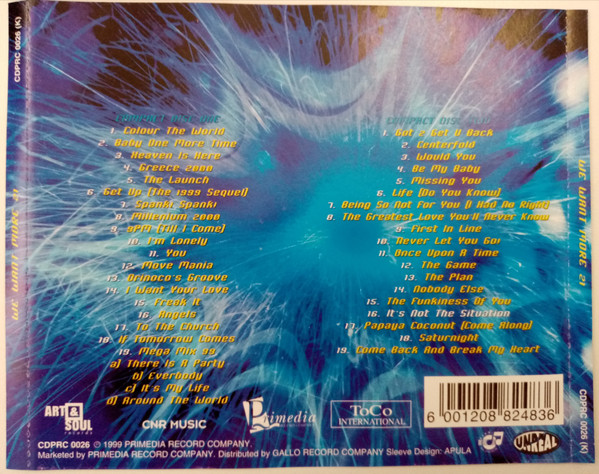 CDPRC 0026 (K)
WE WANT MORE 21
COMPACT DISC ONE
1. Colour The World
2. Baby One More Time
3. Heaven Is Here
4. Greece 2000
5. The Launch
6. Get Up (The 1999 Sequel)
7. Spanki Spanki
8. Millenium 2000
9. 9PM (Till I Come)
10. I'm Lonely
11. You
12. Move Mania
13. Orinoco's Groove
14. I Want Your Love
15. Freak It
16. Angels
17. To The Church
18. If Tomorrow Comes
19. Mega Mix 99
a) There Is A Party
b) Everbody
c) It's My Life
d) Around The World
COMPACT DISC
1. Got 2 Get U Back
2. Centerfold
3. Would You
4. Be My Baby
5. Missing You
6. Life (Do You Know)
7. Being So Not For You (I Had No Right)
8. The Greatest Love You'll Never Know
9. First In Line
10. Never Let You Go
11. Once Upon A Time
12. The Game
13. The Plan
14. Nobody Else
15. The Funkiness Of You
16. It's Not The Situation
17. Papaya Coconut (Come Along)
18. Saturnight
19. Come Back And Break My Heart
WE WANT MORE 21
CDPRC 0026 (K)
ART & SOUL
records
CNR MUSIC
Primedia
ToCo
INTERNATIONAL
6 001208 824836
UNREAL
CDPRC 0026 © 1999 PRIMEDIA RECORD COMPANY.
Marketed by PRIMEDIA RECORD COMPANY. Distributed by GALLO RECORD COMPANY Sleeve Design: APULA